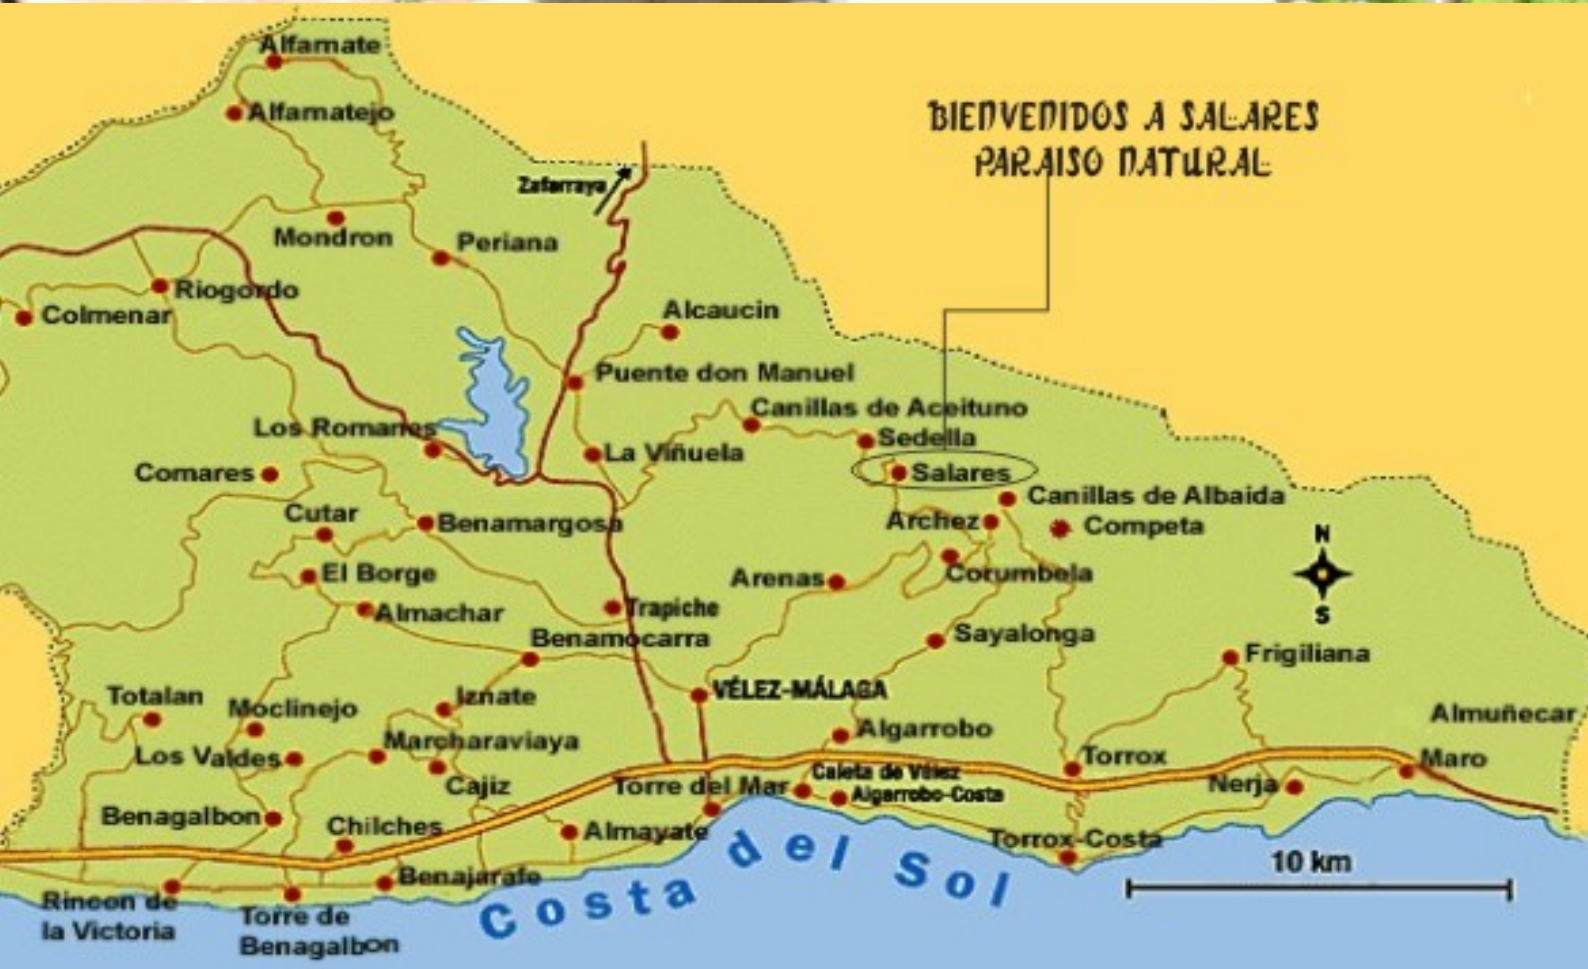 Alfarnate
Alfarnatejo
BIENVENIDOS A SALARES
PARAISO NATURAL
Zafarraya
Mondron
Periana
Riogordo
Colmenar
Alcaucin
Puente don Manuel
Canillas de Aceituno
Los Romanes
Sedella
La Viñuela
Comares
Salares
Canillas de Albaida
Cutar
Benamargosa
Archez
Competa
N
S
El Borge
Arenas
Corumbela
Almachar
Trapiche
Benamocarra
Sayalonga
Frigiliana
Totalan
Iznate
VÉLEZ-MÁLAGA
Moclinejo
Almuñecar
Algarrobo
Los Valdes
Marcharaviaya
Torrox
Maro
Cajiz
Torre del Mar
Caleta de Vélez
Nerja
Algarrobo-Costa
Benagalbon
Chilches
Almayate
Torrox-Costa
Costa del Sol
10 km
Benajarafe
Rincon de
la Victoria
Torre de
Benagalbon